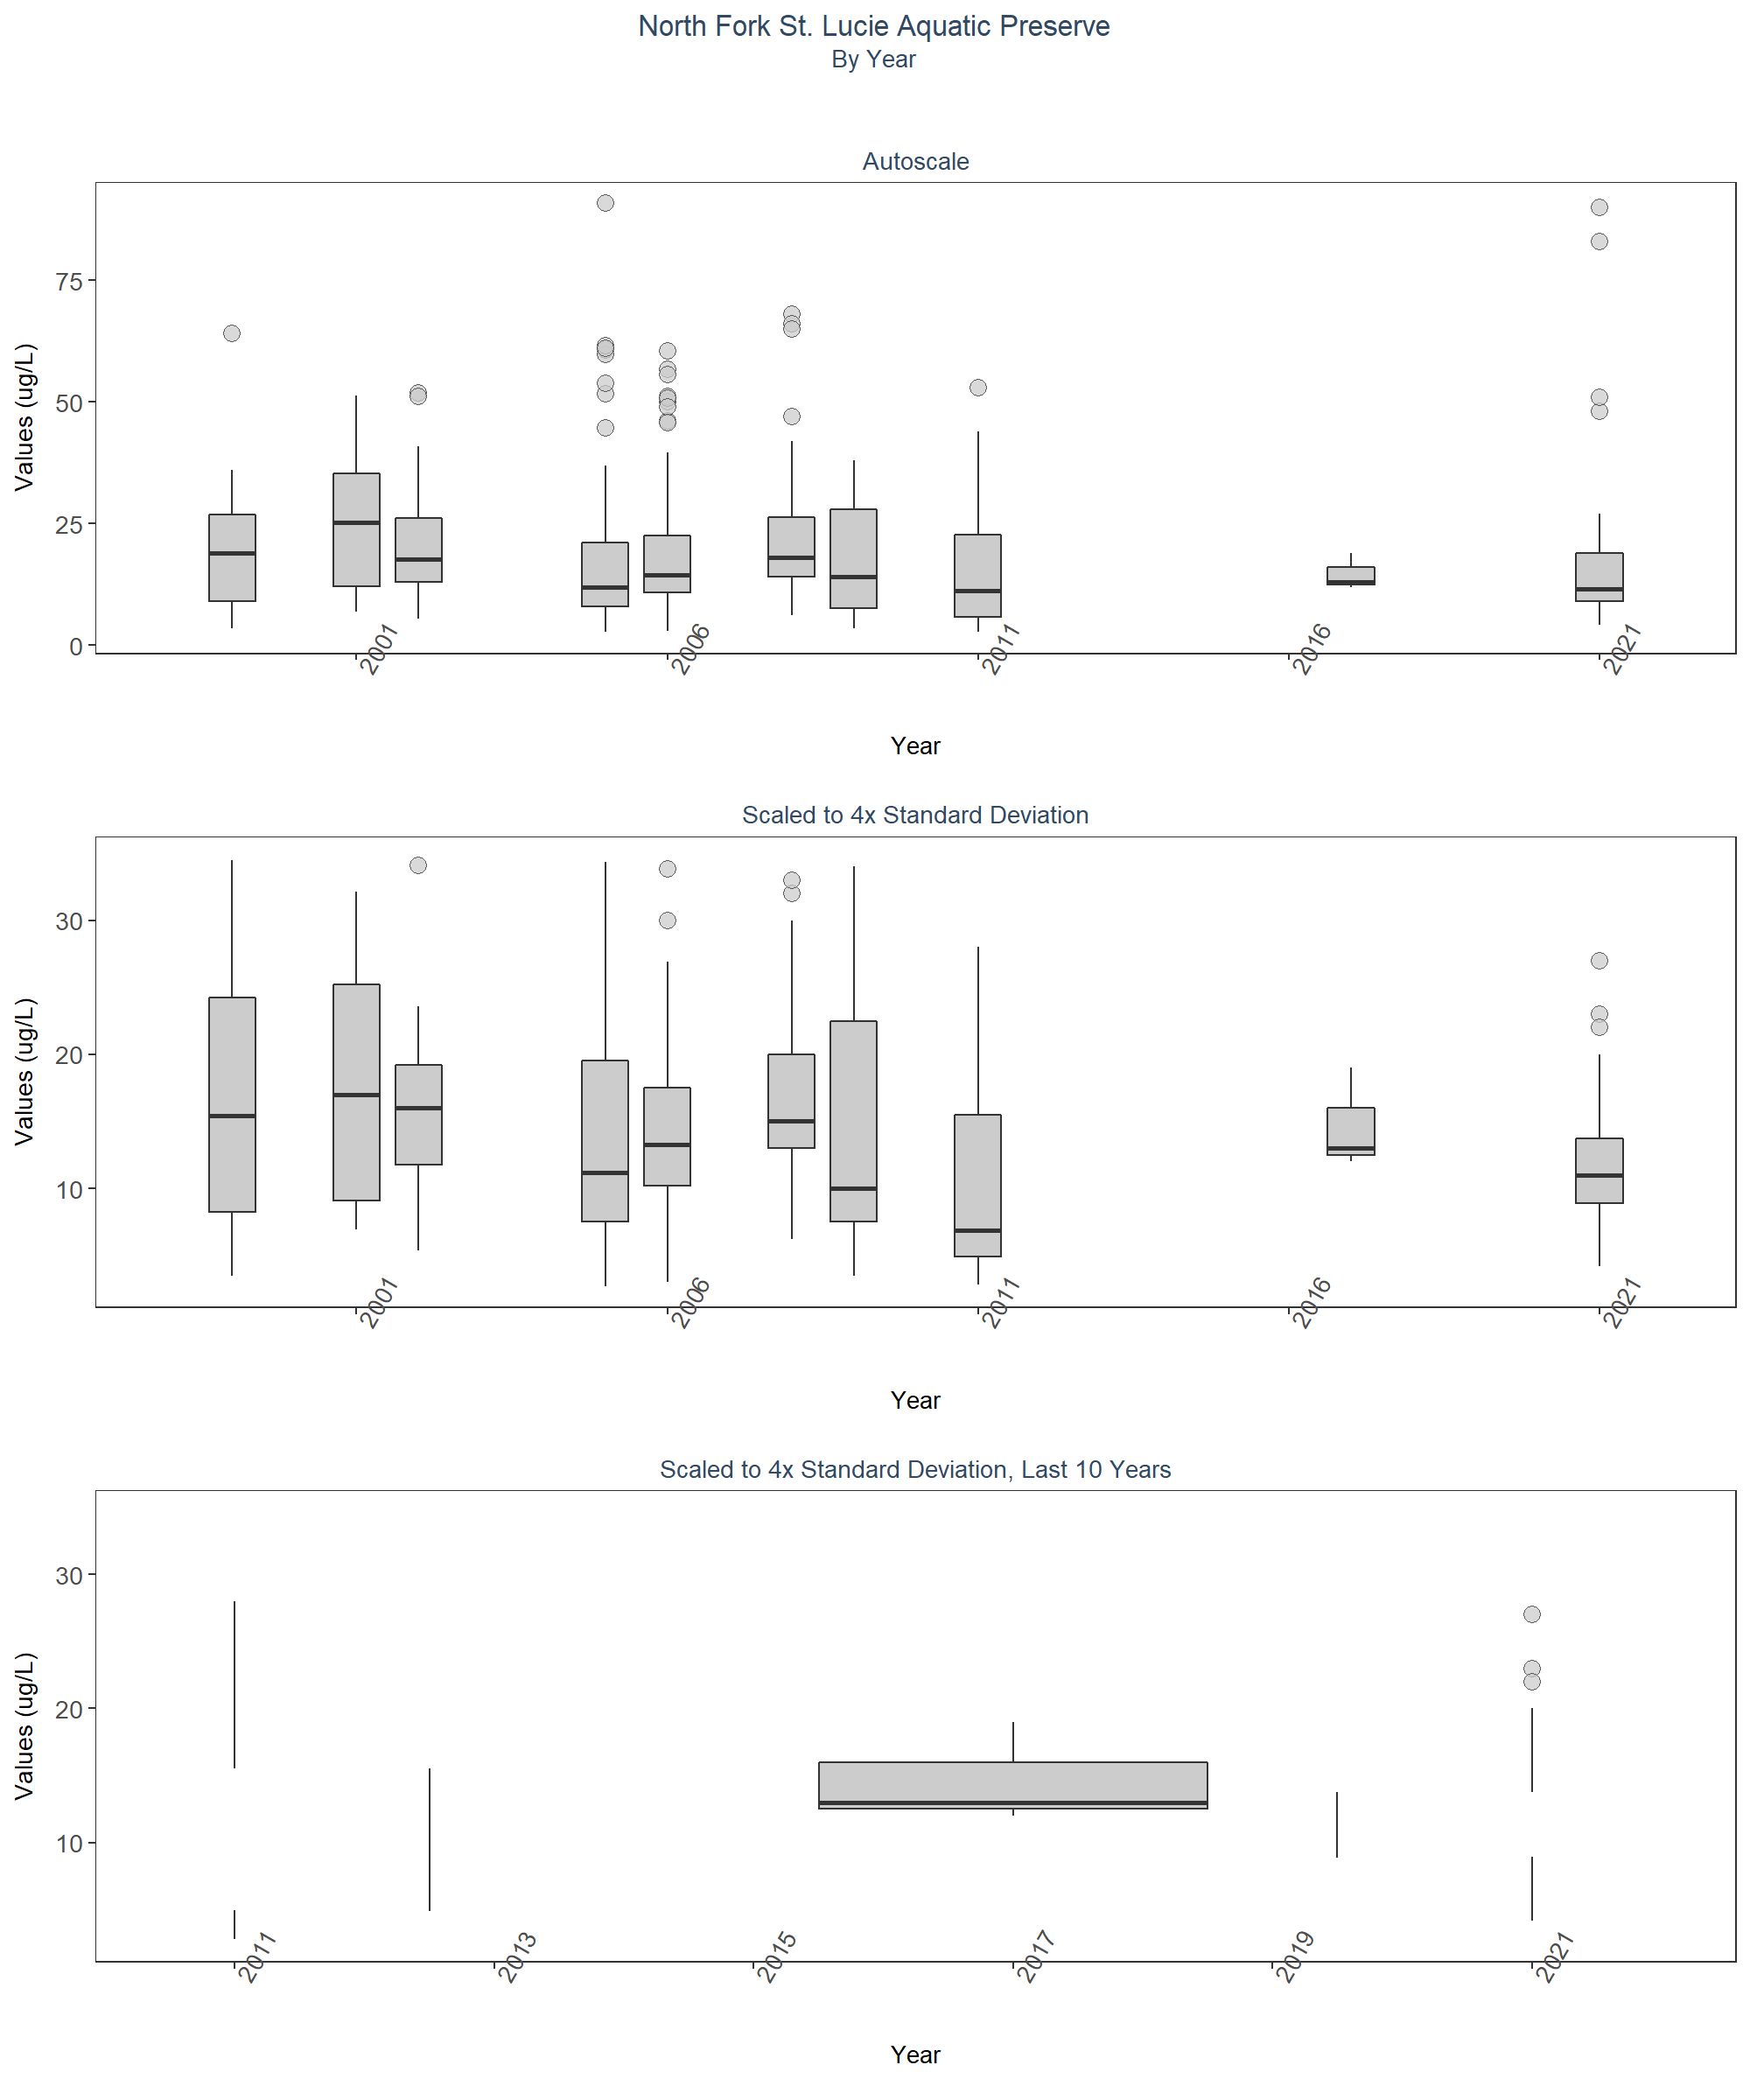 North Fork St. Lucie Aquatic Preserve
By Year
Autoscale
Values (ug/L)
75
50
25
0
2001
2006
2011
2016
2021
Year
Scaled to 4x Standard Deviation
Values (ug/L)
30
20
10
2001
2006
2011
2016
2021
Year
Scaled to 4x Standard Deviation, Last 10 Years
Values (ug/L)
30
20
10
2011
2013
2015
2017
2019
2021
Year